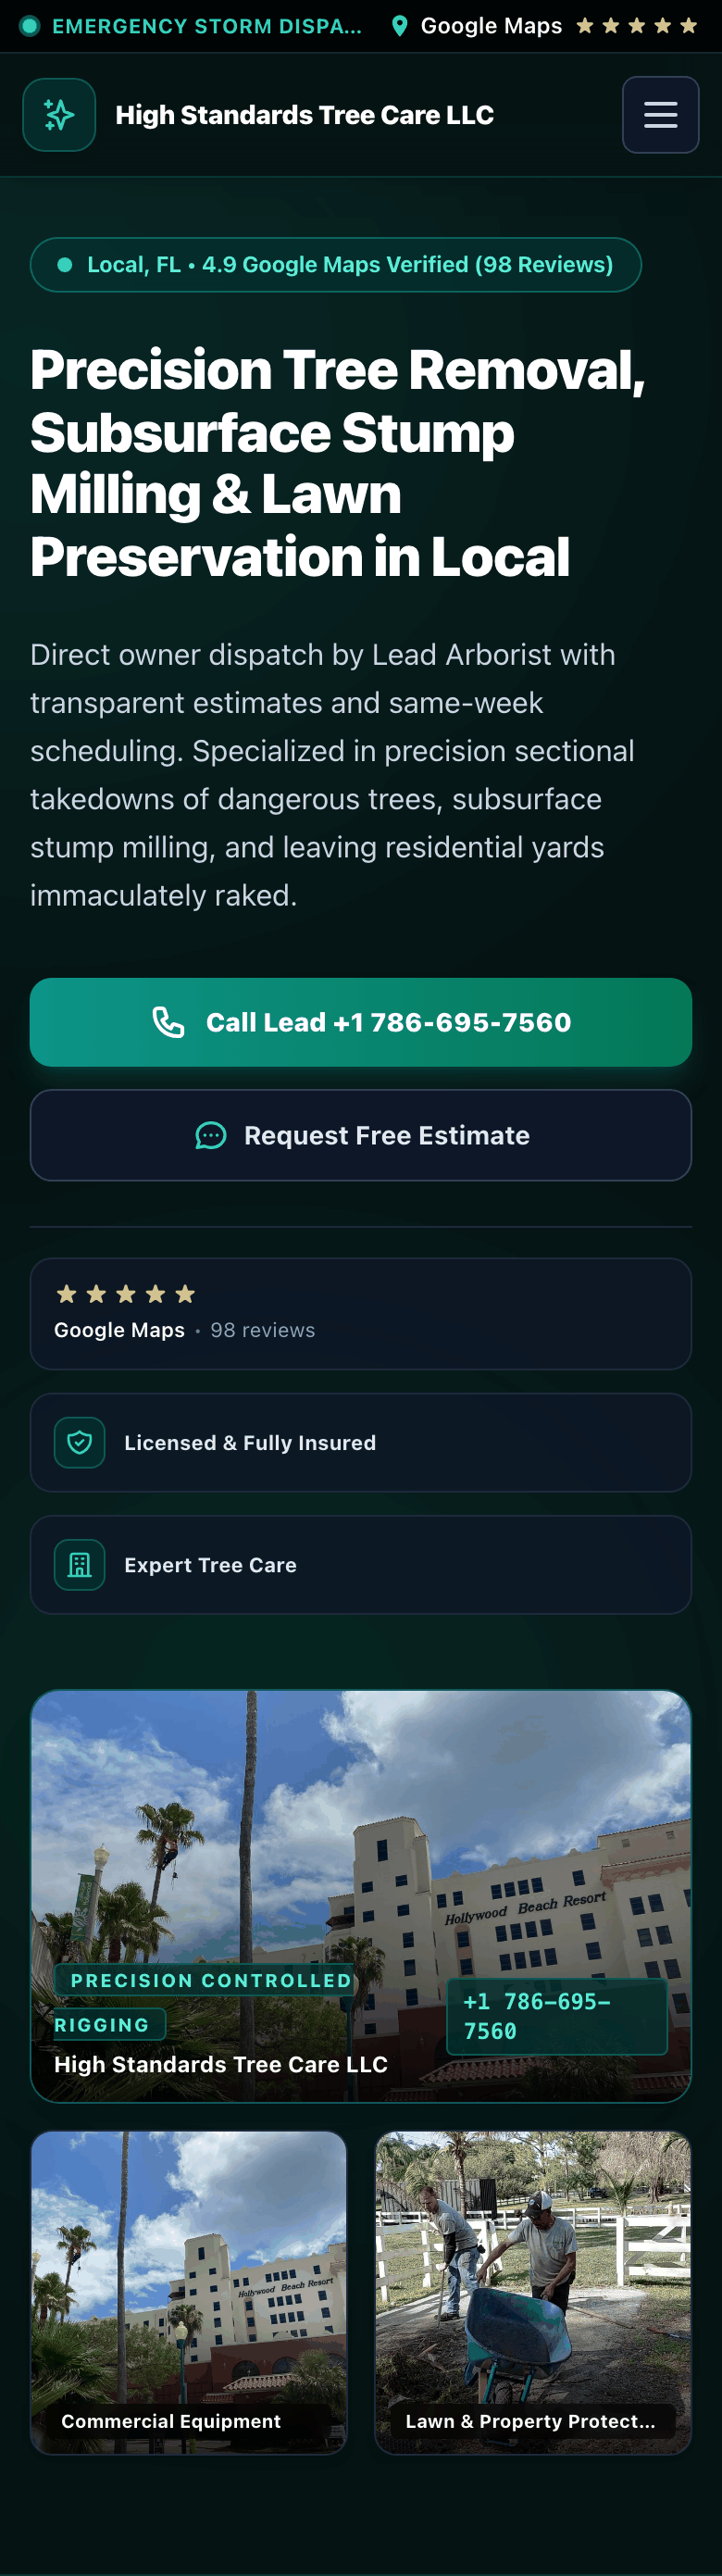 EMERGENCY STORM DISPA...
Google Maps
High Standards Tree Care LLC
Local, FL • 4.9 Google Maps Verified (98 Reviews)
Precision Tree Removal,
Subsurface Stump
Milling & Lawn
Preservation in Local
Direct owner dispatch by Lead Arborist with
transparent estimates and same-week
scheduling. Specialized in precision sectional
takedowns of dangerous trees, subsurface
stump milling, and leaving residential yards
immaculately raked.
Call Lead +1 786-695-7560
Request Free Estimate
Google Maps • 98 reviews
Licensed & Fully Insured
Expert Tree Care
Hollywood Beach Resort
PRECISION CONTROLLED
RIGGING
High Standards Tree Care LLC
+1 786-695-
7560
Hollywood Beach Resort
Commercial Equipment
Lawn & Property Protect...